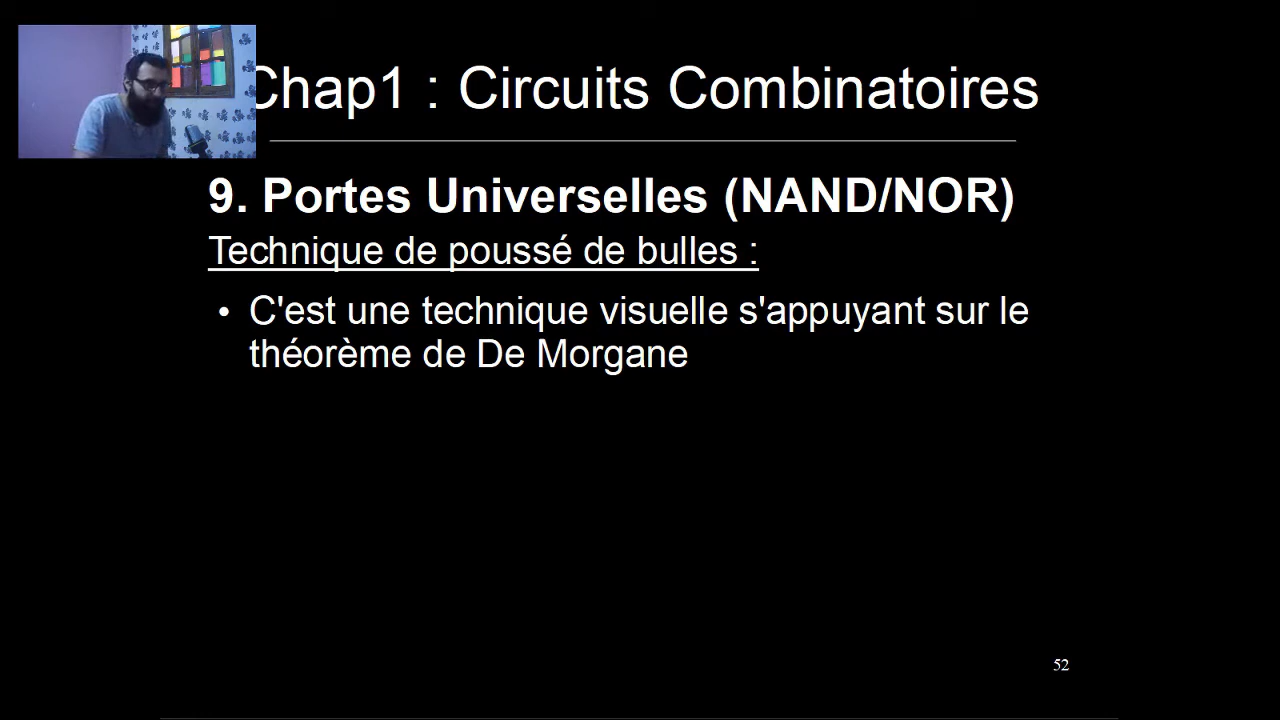 Chap1 : Circuits Combinatoires
9. Portes Universelles (NAND/NOR)
Technique de poussé de bulles :
• C'est une technique visuelle s'appuyant sur le
théorème de De Morgane
52